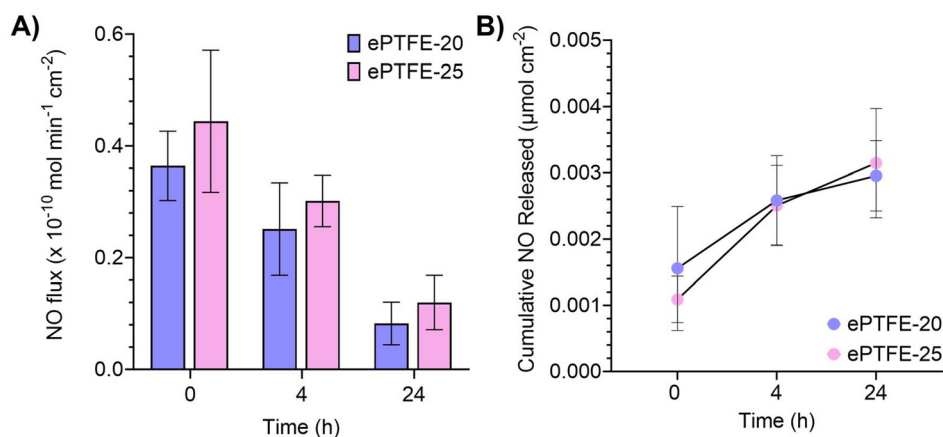 A)
NO flux (x 10⁻¹⁰ mol min⁻¹ cm⁻²)
0.6
0.4
0.2
0.0
ePTFE-20
ePTFE-25
0 4 24
Time (h)
B)
Cumulative NO Released (µmol cm⁻²)
0.005
0.004
0.003
0.002
0.001
0.000
ePTFE-20
ePTFE-25
0 4 24
Time (h)